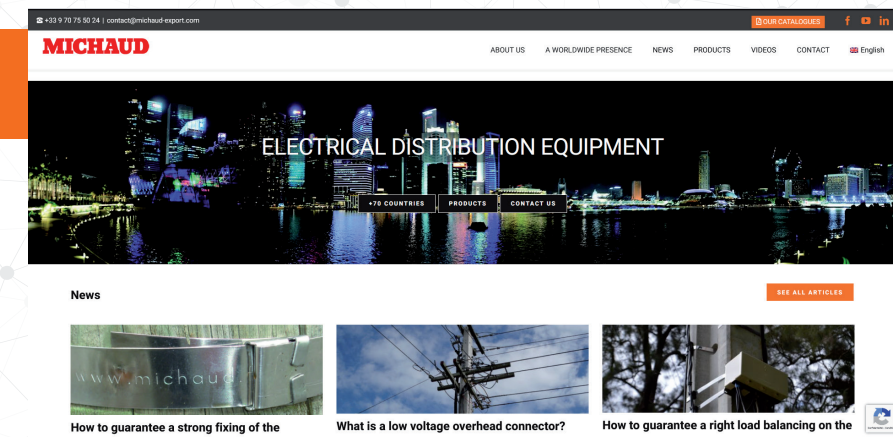 +33 9 70 75 50 24 | contact@michaud-export.com
OUR CATALOGUES
MICHAUD
ABOUT US A WORLDWIDE PRESENCE NEWS PRODUCTS VIDEOS CONTACT English
ELECTRICAL DISTRIBUTION EQUIPMENT
+70 COUNTRIES PRODUCTS CONTACT US
News
SEE ALL ARTICLES
www.michaud.
How to guarantee a strong fixing of the
What is a low voltage overhead connector?
How to guarantee a right load balancing on the